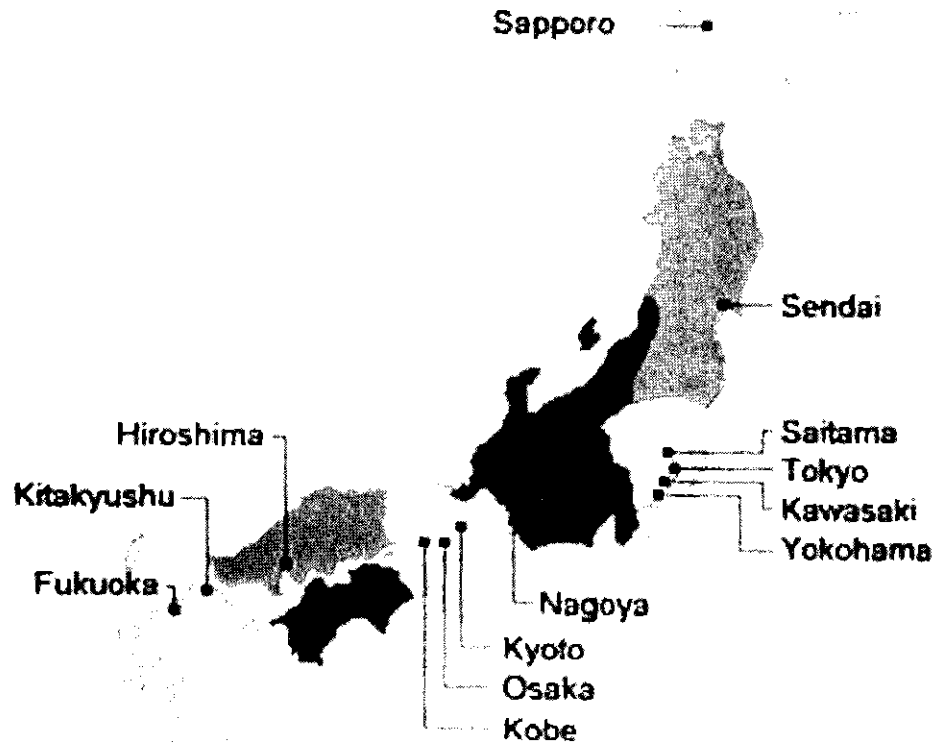 Sapporo
Sendai
Hiroshima
Saitama
Kitakyushu
Tokyo
Kawasaki
Yokohama
Fukuoka
Nagoya
Kyoto
Osaka
Kobe